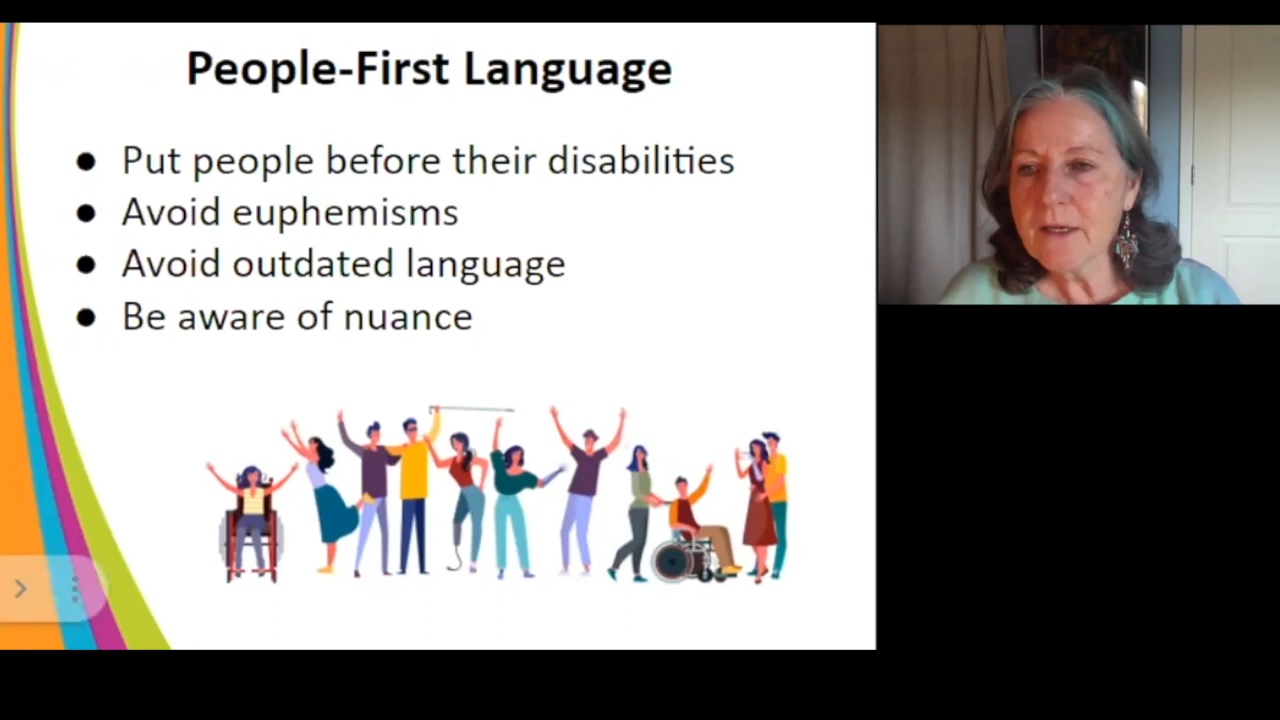 People-First Language
● Put people before their disabilities
● Avoid euphemisms
● Avoid outdated language
● Be aware of nuance